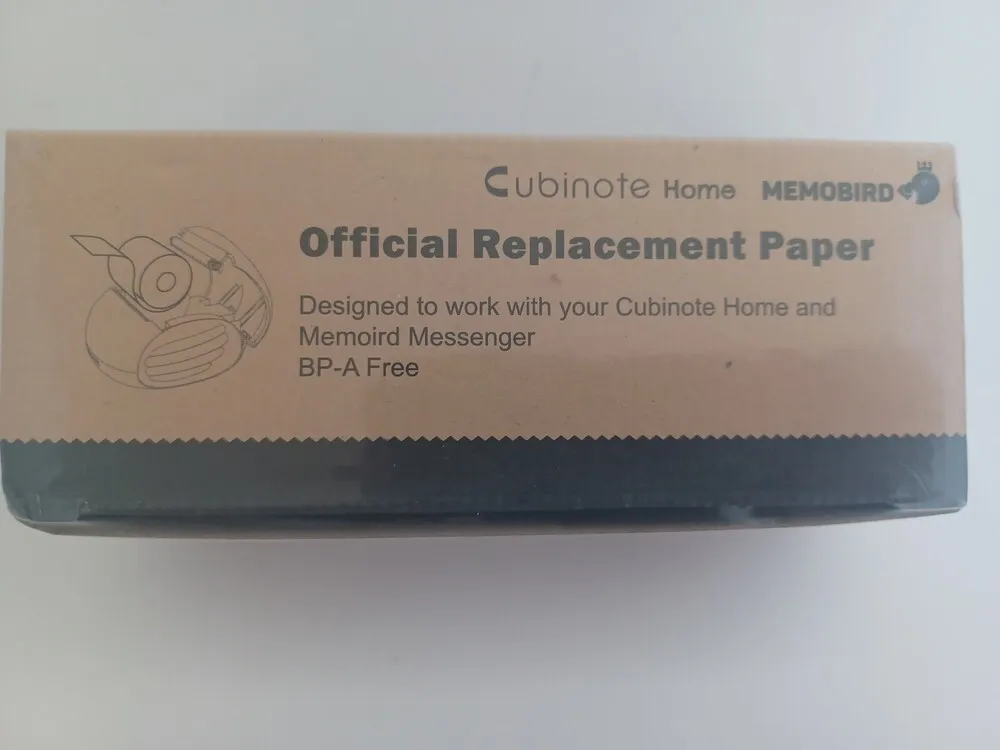 Cubinote Home MEMOBIRD
Official Replacement Paper
Designed to work with your Cubinote Home and
Memoird Messenger
BP-A Free